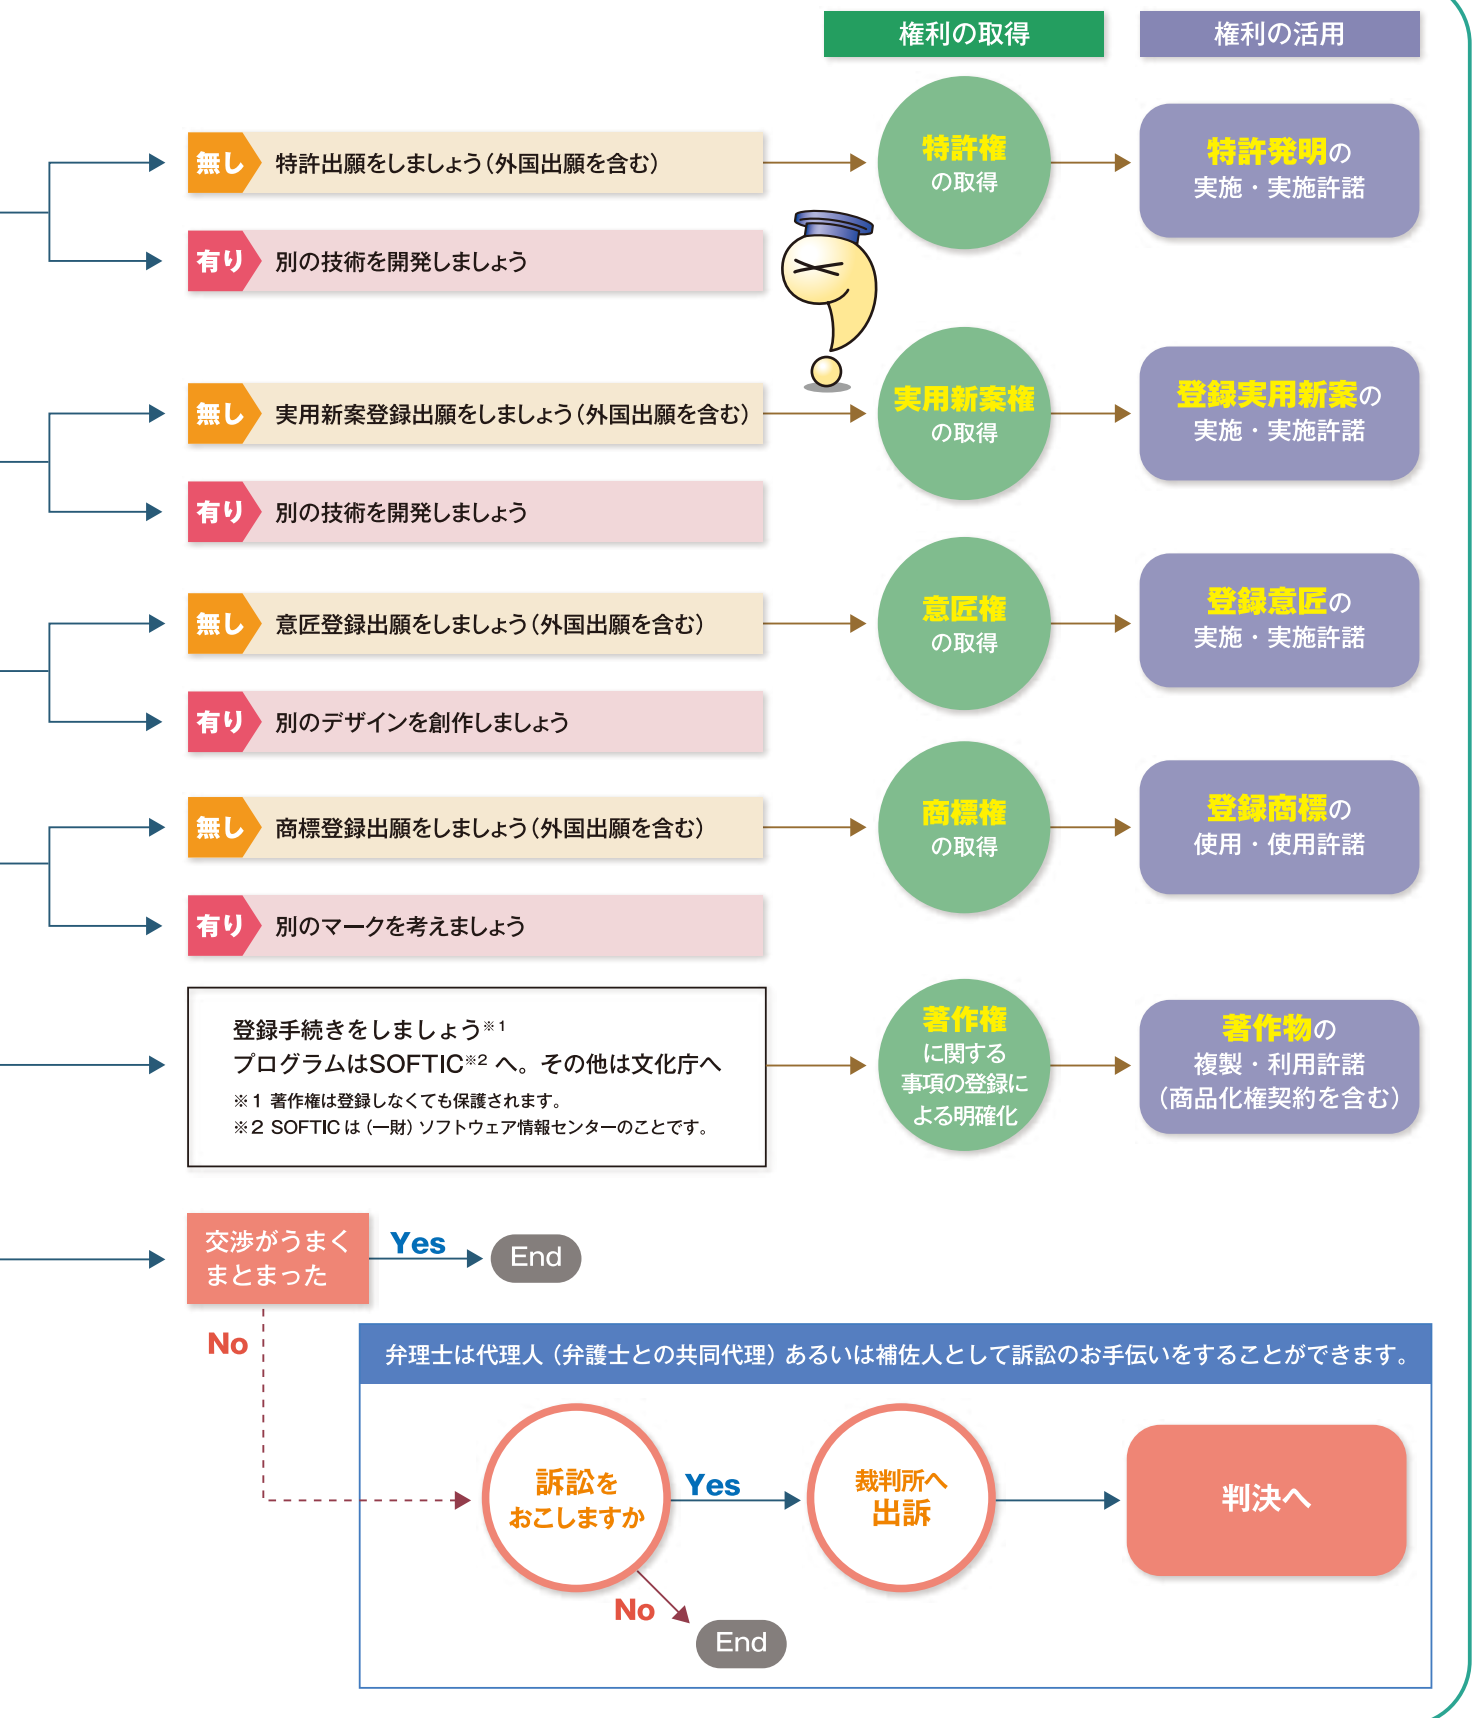 権利の取得
権利の活用
無し
特許出願をしましょう（外国出願を含む）
特許権
の取得
特許発明の
実施・実施許諾
有り
別の技術を開発しましょう
無し
実用新案登録出願をしましょう（外国出願を含む）
実用新案権
の取得
登録実用新案の
実施・実施許諾
有り
別の技術を開発しましょう
無し
意匠登録出願をしましょう（外国出願を含む）
意匠権
の取得
登録意匠の
実施・実施許諾
有り
別のデザインを創作しましょう
無し
商標登録出願をしましょう（外国出願を含む）
商標権
の取得
登録商標の
使用・使用許諾
有り
別のマークを考えましょう
登録手続きをしましょう※1
プログラムはSOFTIC※2 へ。その他は文化庁へ
※1 著作権は登録しなくても保護されます。
※2 SOFTIC は（一財）ソフトウェア情報センターのことです。
著作権
に関する
事項の登録に
よる明確化
著作物の
複製・利用許諾
（商品化権契約を含む）
交渉がうまく
まとまった
Yes
End
No
弁理士は代理人（弁護士との共同代理）あるいは補佐人として訴訟のお手伝いをすることができます。
訴訟を
おこしますか
Yes
裁判所へ
出訴
判決へ
No
End